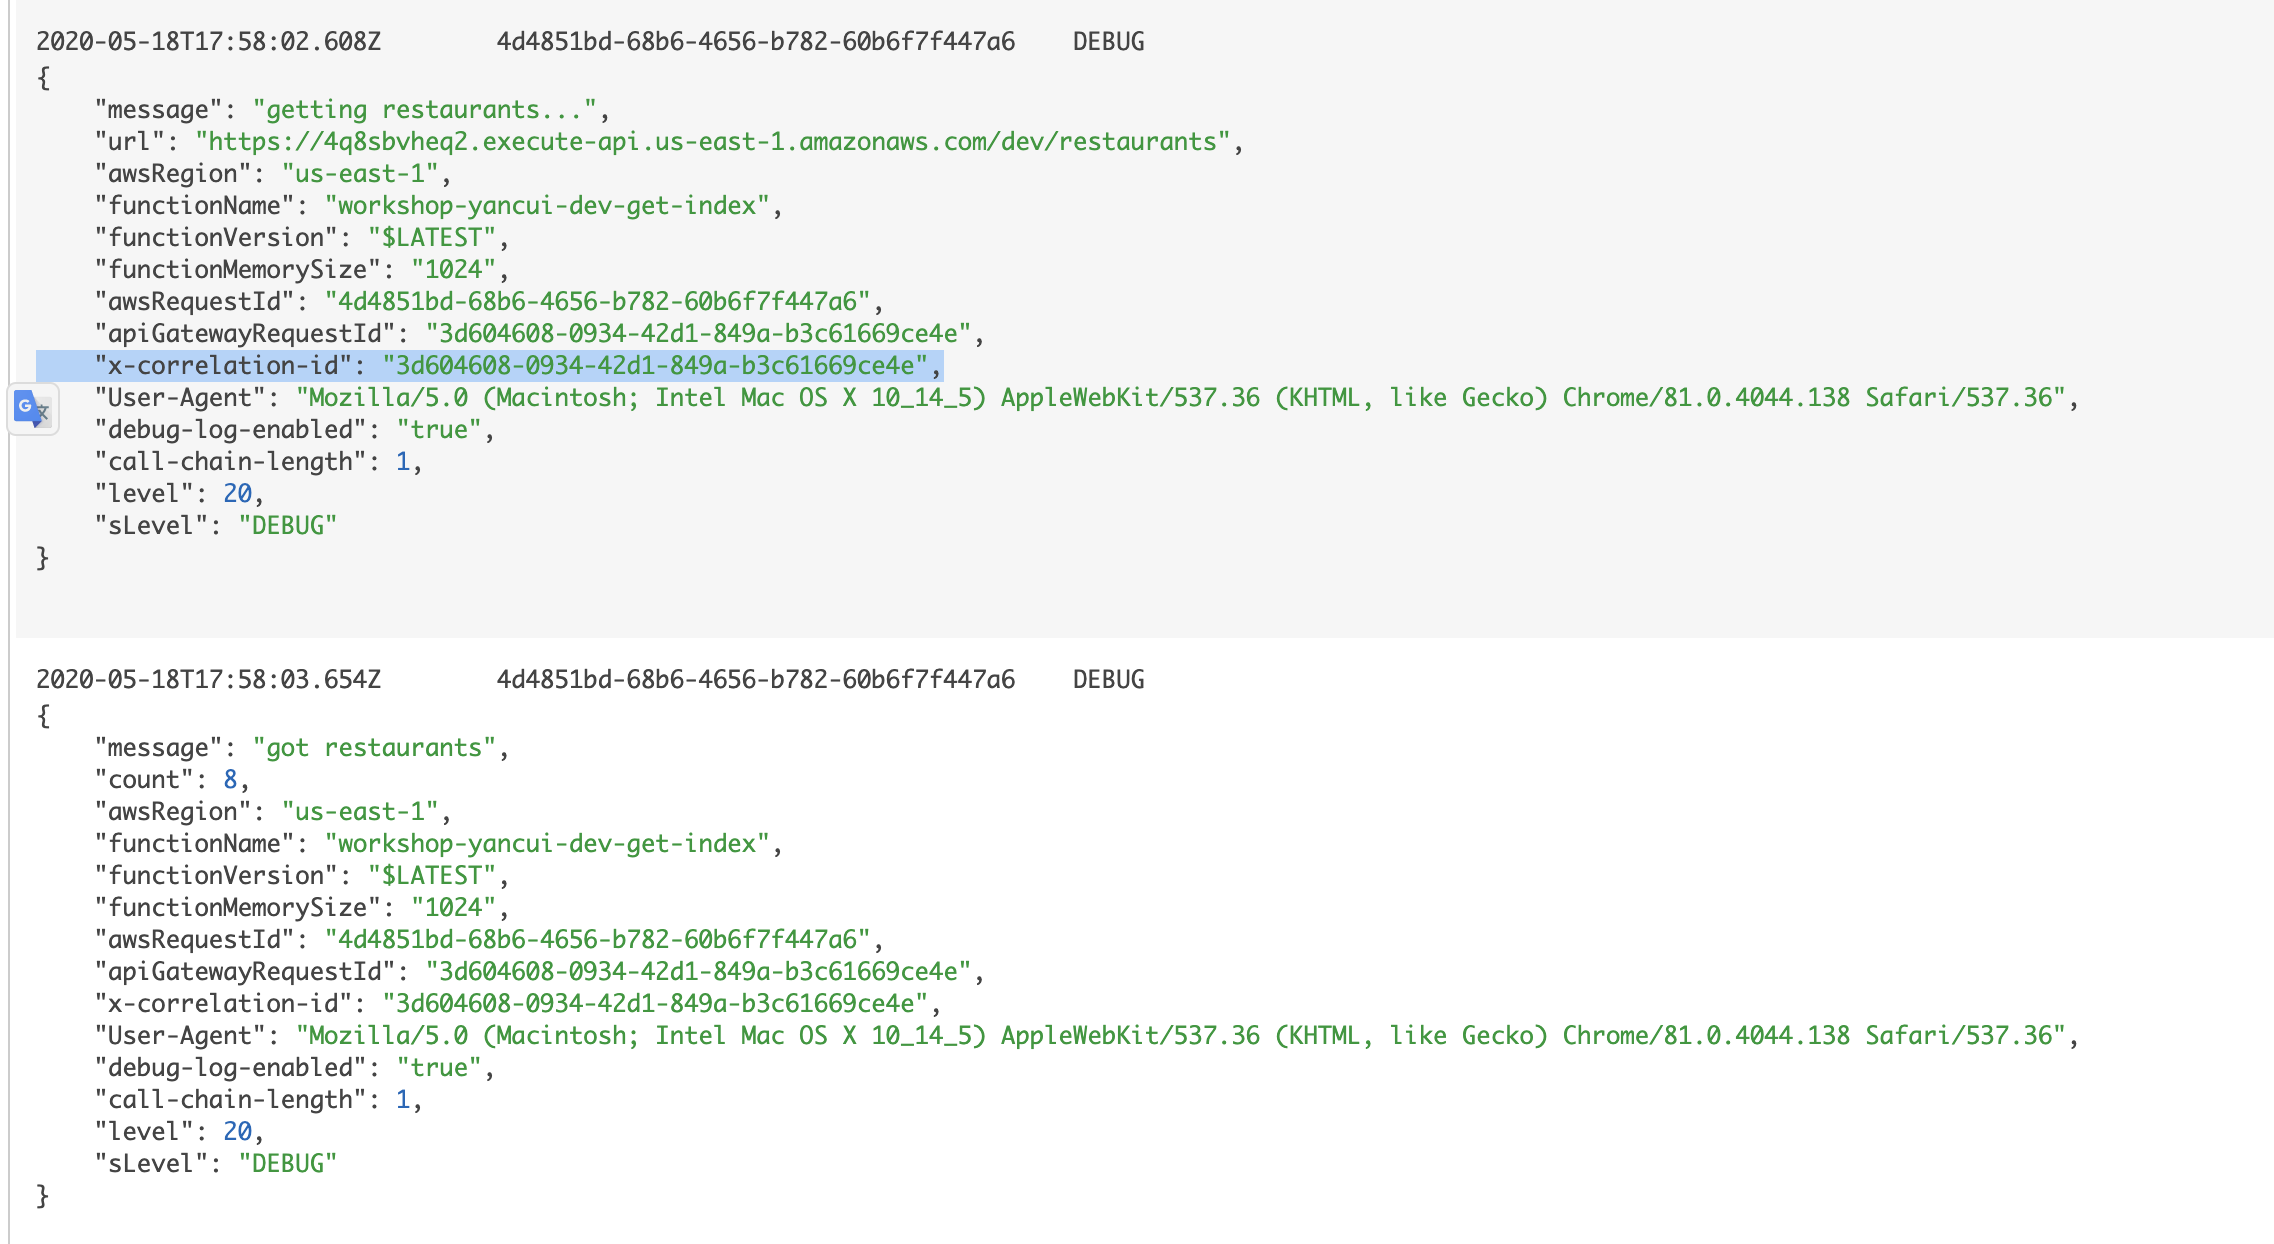 2020-05-18T17:58:02.608Z        4d4851bd-68b6-4656-b782-60b6f7f447a6    DEBUG
{
    "message": "getting restaurants...",
    "url": "https://4q8sbvheq2.execute-api.us-east-1.amazonaws.com/dev/restaurants",
    "awsRegion": "us-east-1",
    "functionName": "workshop-yancui-dev-get-index",
    "functionVersion": "$LATEST",
    "functionMemorySize": "1024",
    "awsRequestId": "4d4851bd-68b6-4656-b782-60b6f7f447a6",
    "apiGatewayRequestId": "3d604608-0934-42d1-849a-b3c61669ce4e",
    "x-correlation-id": "3d604608-0934-42d1-849a-b3c61669ce4e",
    "User-Agent": "Mozilla/5.0 (Macintosh; Intel Mac OS X 10_14_5) AppleWebKit/537.36 (KHTML, like Gecko) Chrome/81.0.4044.138 Safari/537.36",
G文
    "debug-log-enabled": "true",
    "call-chain-length": 1,
    "level": 20,
    "sLevel": "DEBUG"
}
2020-05-18T17:58:03.654Z        4d4851bd-68b6-4656-b782-60b6f7f447a6    DEBUG
{
    "message": "got restaurants",
    "count": 8,
    "awsRegion": "us-east-1",
    "functionName": "workshop-yancui-dev-get-index",
    "functionVersion": "$LATEST",
    "functionMemorySize": "1024",
    "awsRequestId": "4d4851bd-68b6-4656-b782-60b6f7f447a6",
    "apiGatewayRequestId": "3d604608-0934-42d1-849a-b3c61669ce4e",
    "x-correlation-id": "3d604608-0934-42d1-849a-b3c61669ce4e",
    "User-Agent": "Mozilla/5.0 (Macintosh; Intel Mac OS X 10_14_5) AppleWebKit/537.36 (KHTML, like Gecko) Chrome/81.0.4044.138 Safari/537.36",
    "debug-log-enabled": "true",
    "call-chain-length": 1,
    "level": 20,
    "sLevel": "DEBUG"
}